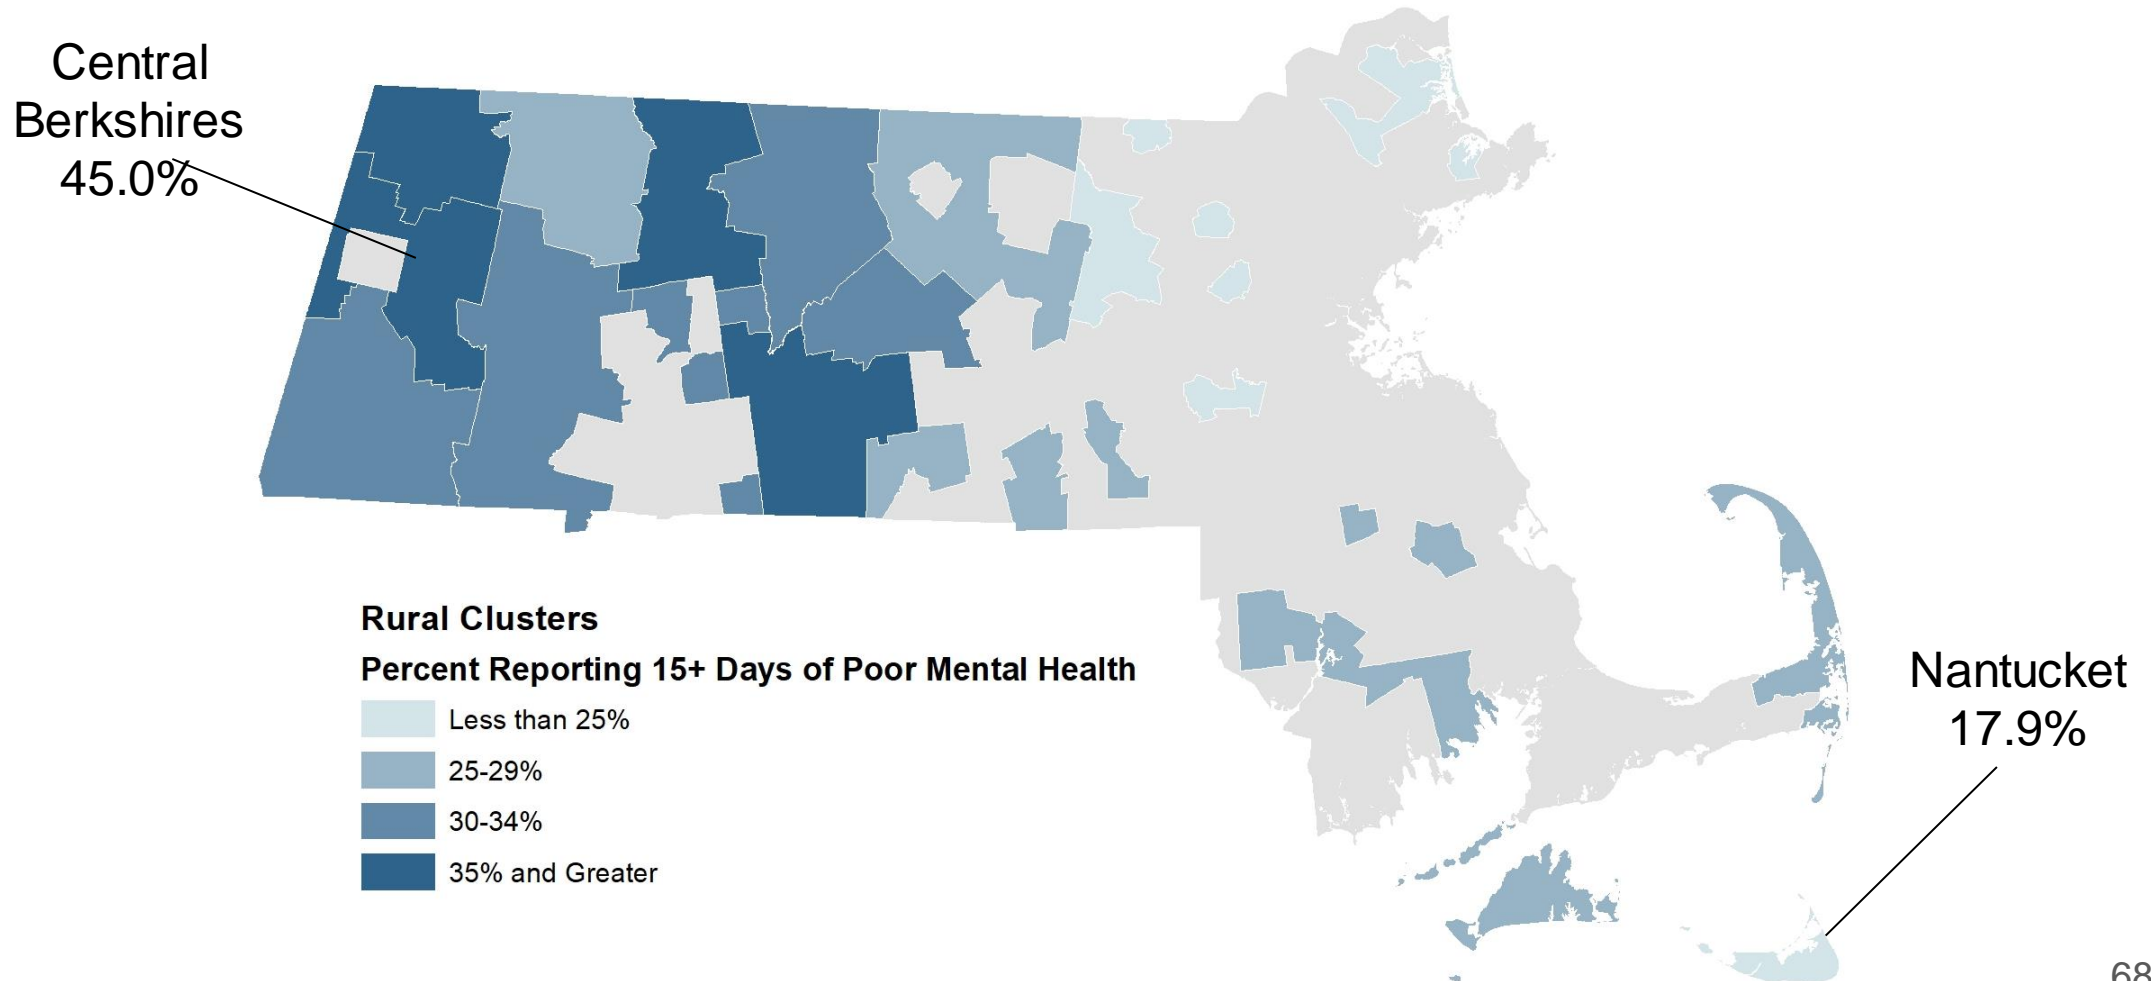 Central
Berkshires
45.0%
Rural Clusters
Percent Reporting 15+ Days of Poor Mental Health
Less than 25%
25-29%
30-34%
35% and Greater
Nantucket
17.9%
68